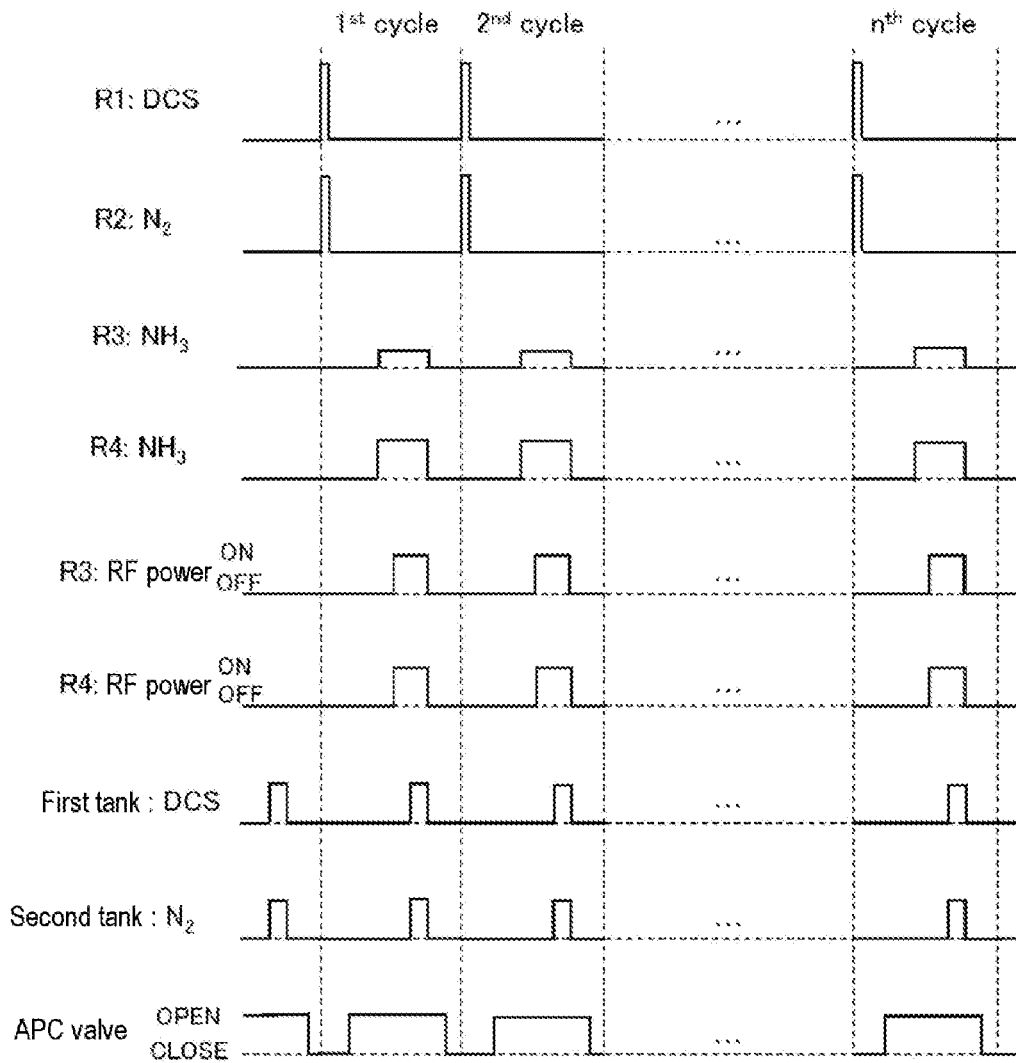 1st cycle 2nd cycle nth cycle
R1: DCS
...
R2: N2
...
R3: NH3
...
R4: NH3
...
R3: RF power ON
OFF
...
R4: RF power ON
OFF
...
First tank : DCS
...
Second tank : N2
...
APC valve OPEN
CLOSE
...